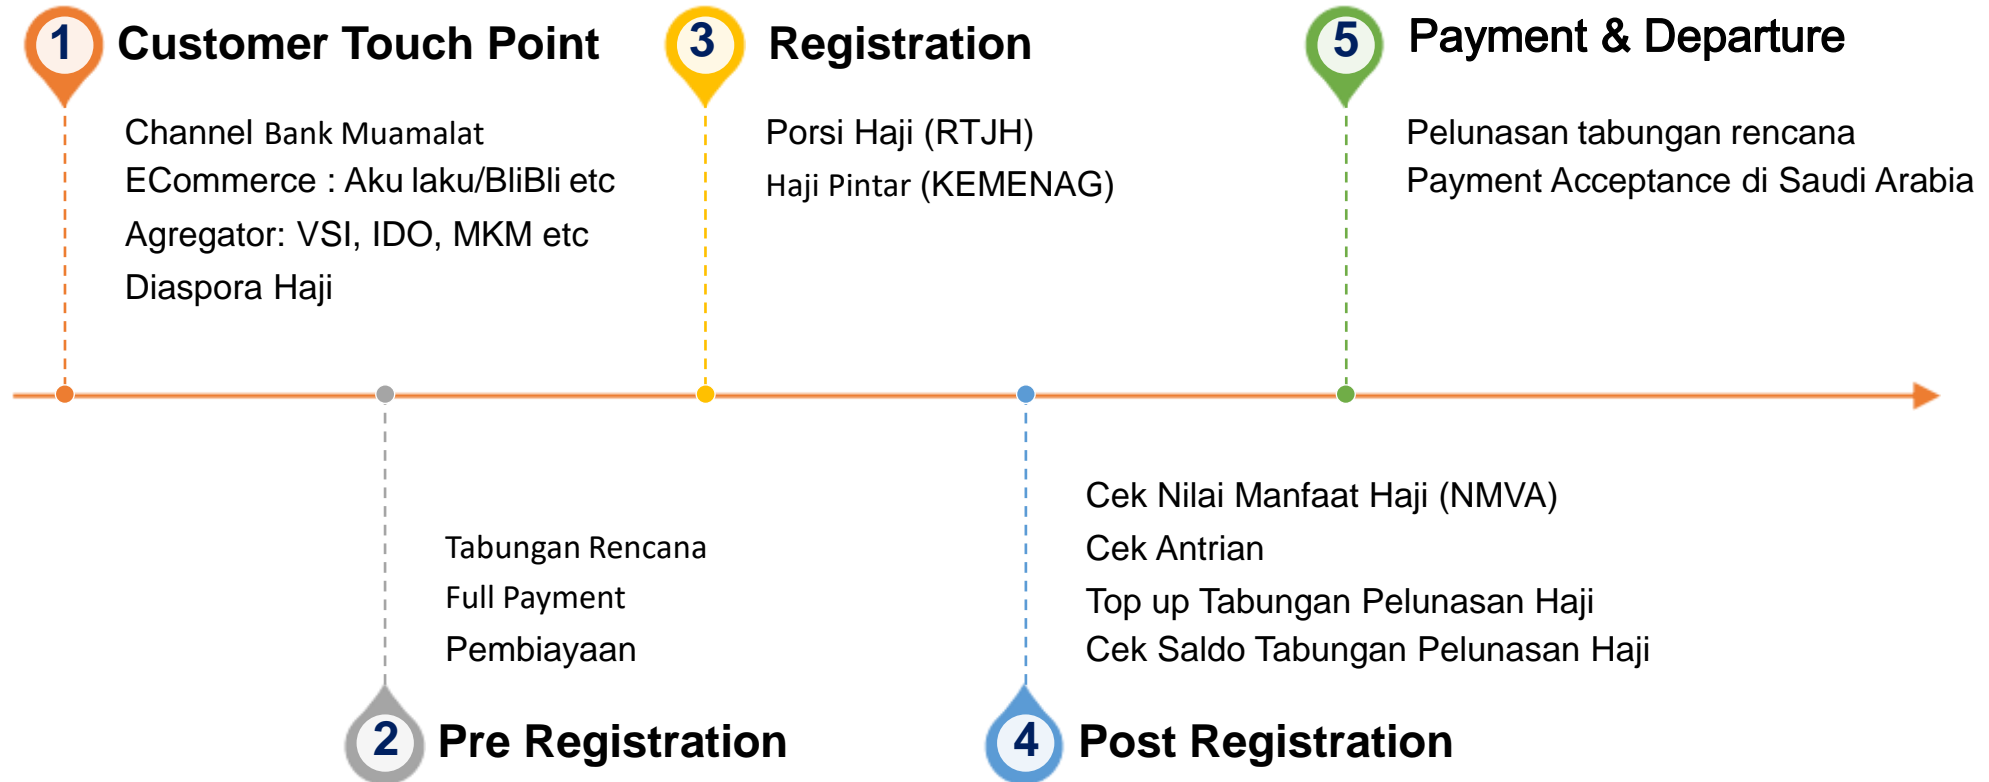 1 Customer Touch Point
Channel Bank Muamalat
ECommerce : Aku laku/BliBli etc
Agregator: VSI, IDO, MKM etc
Diaspora Haji
Tabungan Rencana
Full Payment
Pembiayaan
2 Pre Registration
3 Registration
Porsi Haji (RTJH)
Haji Pintar (KEMENAG)
Cek Nilai Manfaat Haji (NMVA)
Cek Antrian
Top up Tabungan Pelunasan Haji
Cek Saldo Tabungan Pelunasan Haji
4 Post Registration
5 Payment & Departure
Pelunasan tabungan rencana
Payment Acceptance di Saudi Arabia